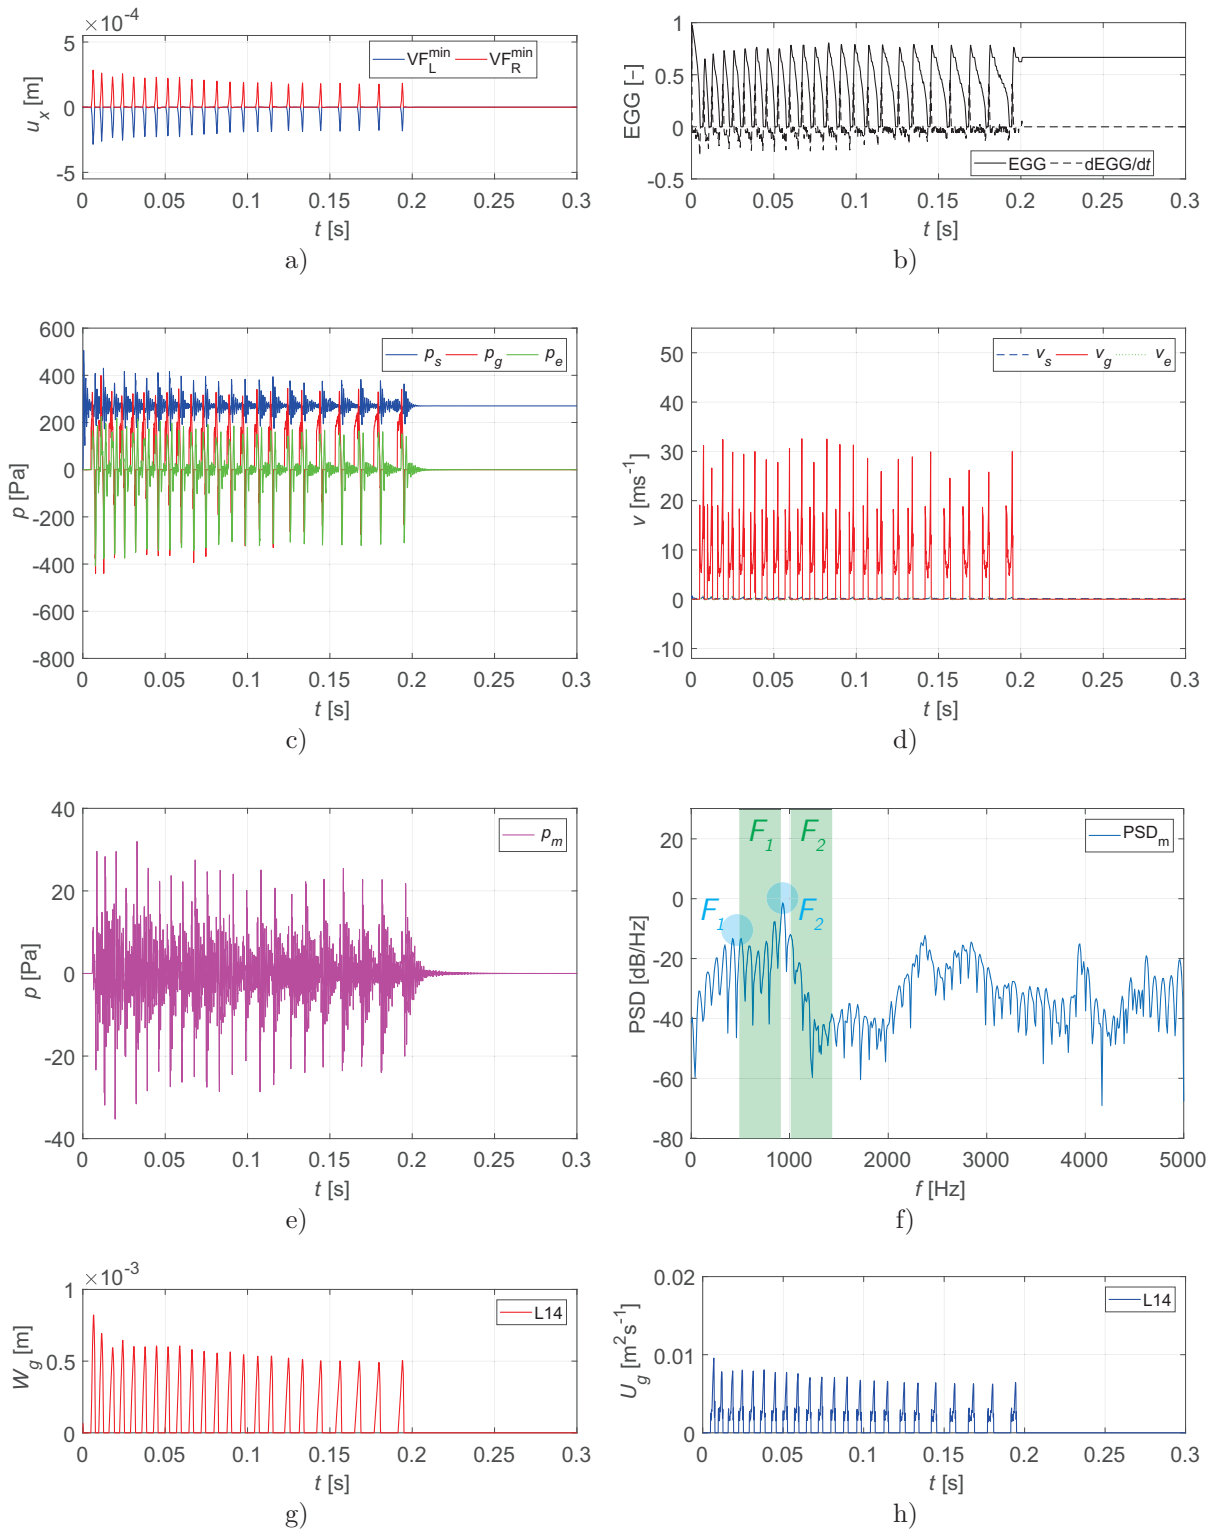 ×10⁻⁴
5
0
-5
u_x [m]
VF_L^min VF_R^min
0 0.05 0.1 0.15 0.2 0.25 0.3
t [s]
a)
1
0.5
0
-0.5
EGG [–]
EGG dEGG/dt
0 0.05 0.1 0.15 0.2 0.25 0.3
t [s]
b)
600
400
200
0
-200
-400
-600
-800
p [Pa]
p_s p_g p_e
0 0.05 0.1 0.15 0.2 0.25 0.3
t [s]
c)
50
40
30
20
10
0
-10
v [ms⁻¹]
v_s v_g v_e
0 0.05 0.1 0.15 0.2 0.25 0.3
t [s]
d)
40
20
0
-20
-40
p [Pa]
p_m
0 0.05 0.1 0.15 0.2 0.25 0.3
t [s]
e)
20
0
-20
-40
-60
-80
PSD [dB/Hz]
F_1 F_2
PSD_m
F_1 F_2
0 1000 2000 3000 4000 5000
f [Hz]
f)
×10⁻³
1
0.5
0
W_g [m]
L14
0 0.05 0.1 0.15 0.2 0.25 0.3
t [s]
g)
0.02
0.01
0
U_g [m²s⁻¹]
L14
0 0.05 0.1 0.15 0.2 0.25 0.3
t [s]
h)